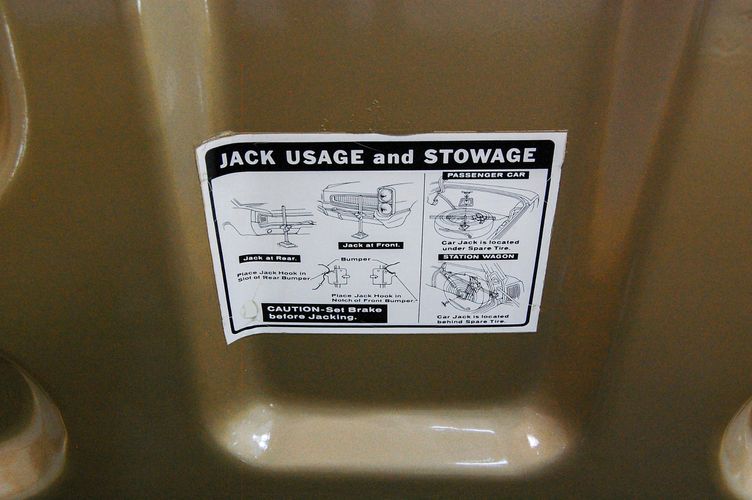 JACK USAGE and STOWAGE
Jack at Rear.
Jack at Front.
Place Jack Hook in
Slot of Rear Bumper.
Bumper
Place Jack Hook in
Notch of Front Bumper.
CAUTION-Set Brake
before Jacking.
PASSENGER CAR
Car Jack is located
under Spare Tire.
STATION WAGON
Car Jack is located
behind Spare Tire.